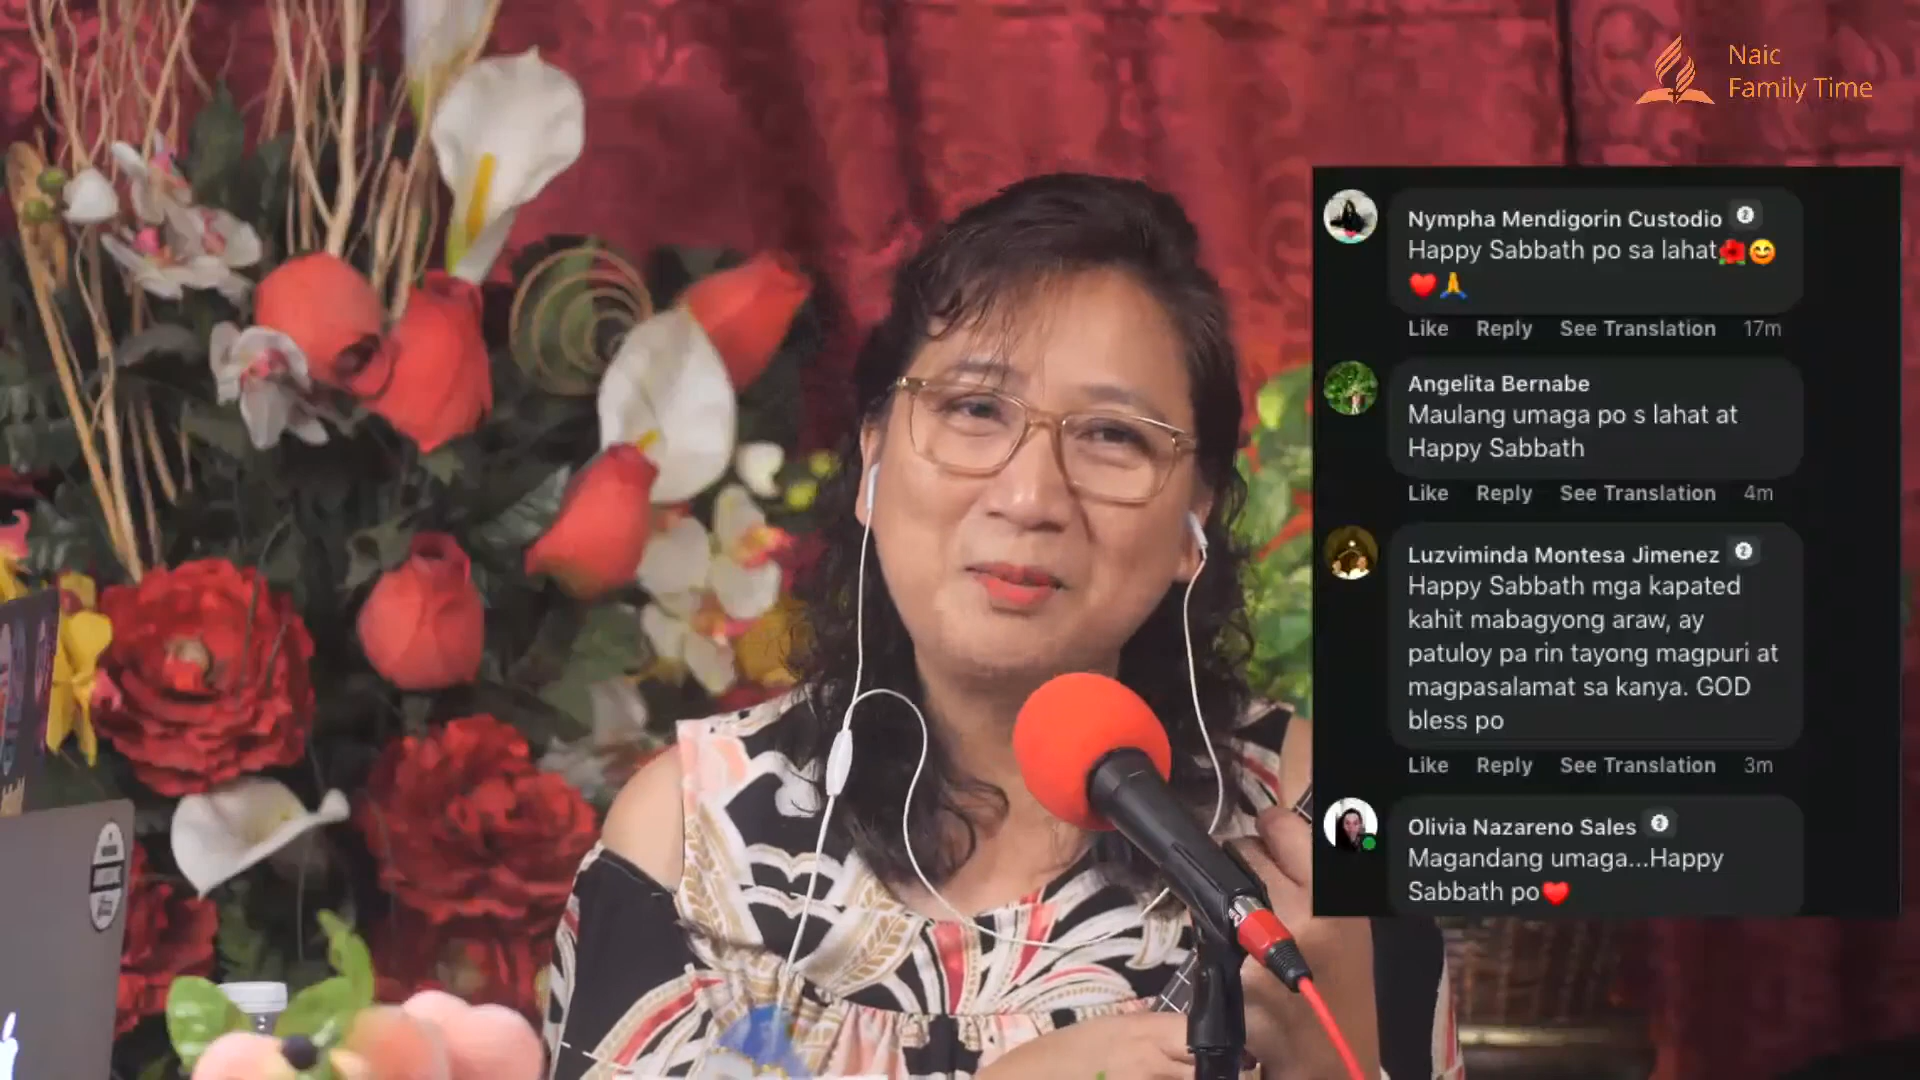 Naic
Family Time
Nympha Mendigorin Custodio
Happy Sabbath po sa lahat🌺😊
❤️🙏
Like Reply See Translation 17m
Angelita Bernabe
Maulang umaga po s lahat at
Happy Sabbath
Like Reply See Translation 4m
Luzviminda Montesa Jimenez
Happy Sabbath mga kapated
kahit mabagyong araw, ay
patuloy pa rin tayong magpuri at
magpasalamat sa kanya. GOD
bless po
Like Reply See Translation 3m
Olivia Nazareno Sales
Magandang umaga...Happy
Sabbath po❤️